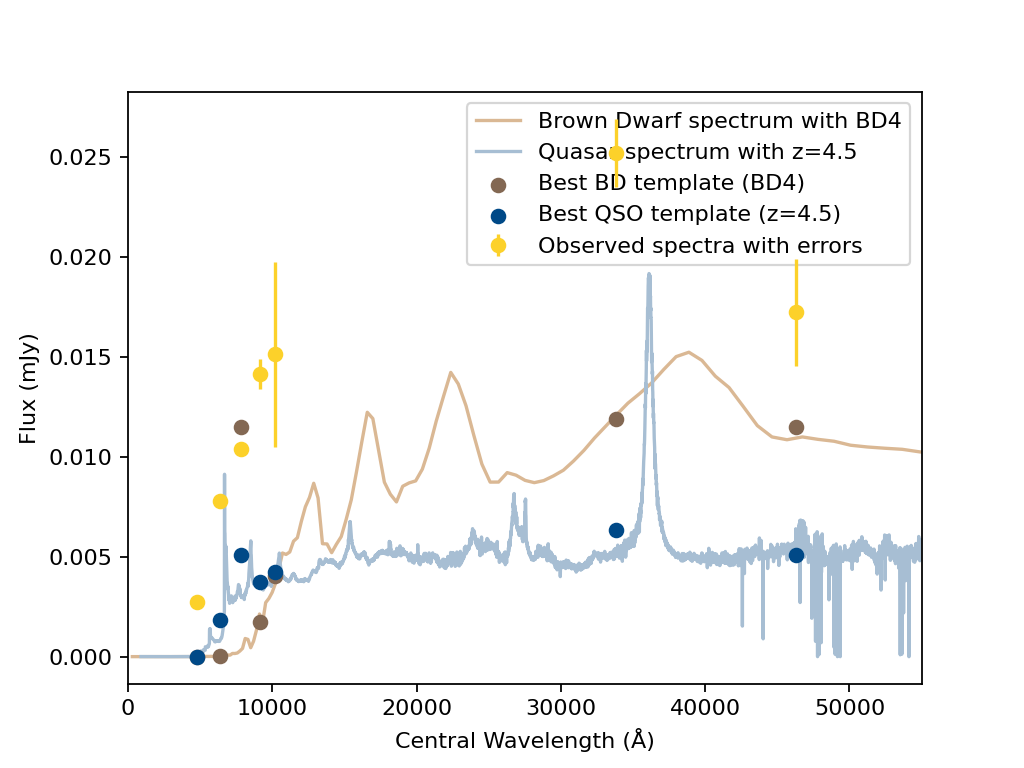 Brown Dwarf spectrum with BD4
Quasar spectrum with z=4.5
Best BD template (BD4)
Best QSO template (z=4.5)
Observed spectra with errors
0.025
0.020
0.015
0.010
0.005
0.000
Flux (mJy)
0
10000
20000
30000
40000
50000
Central Wavelength (Å)